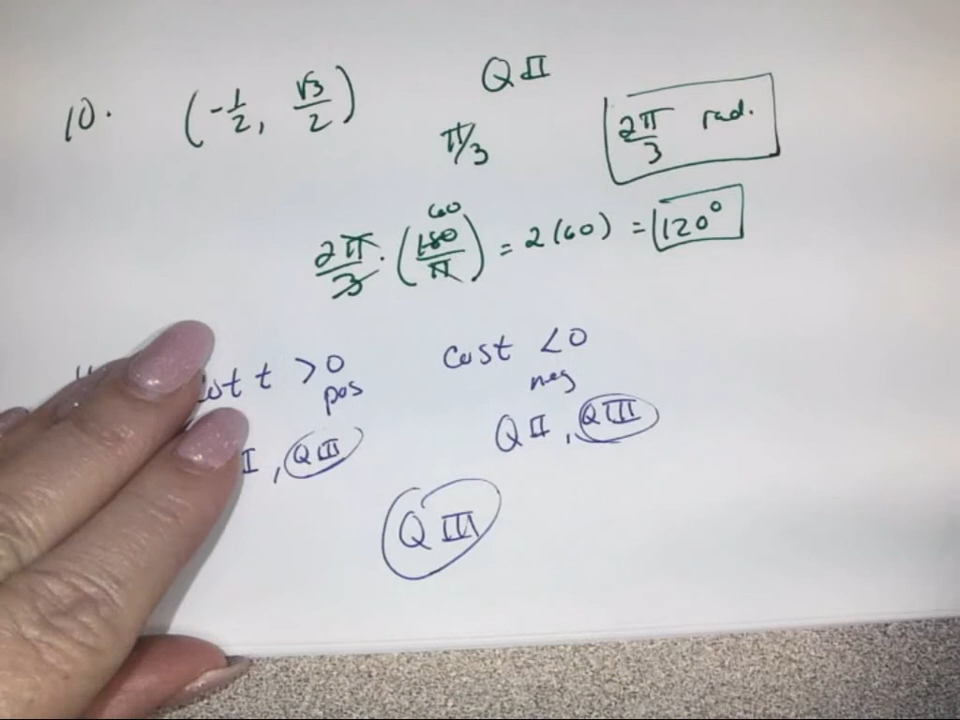 10. (-1/2, √3/2) QII
π/3 2π/3 rad.
2π/3 · (180/π) = 2(60) = 120°
60
cot t > 0 cos t < 0
pos neg
I, QIII QII, QIII
QIII